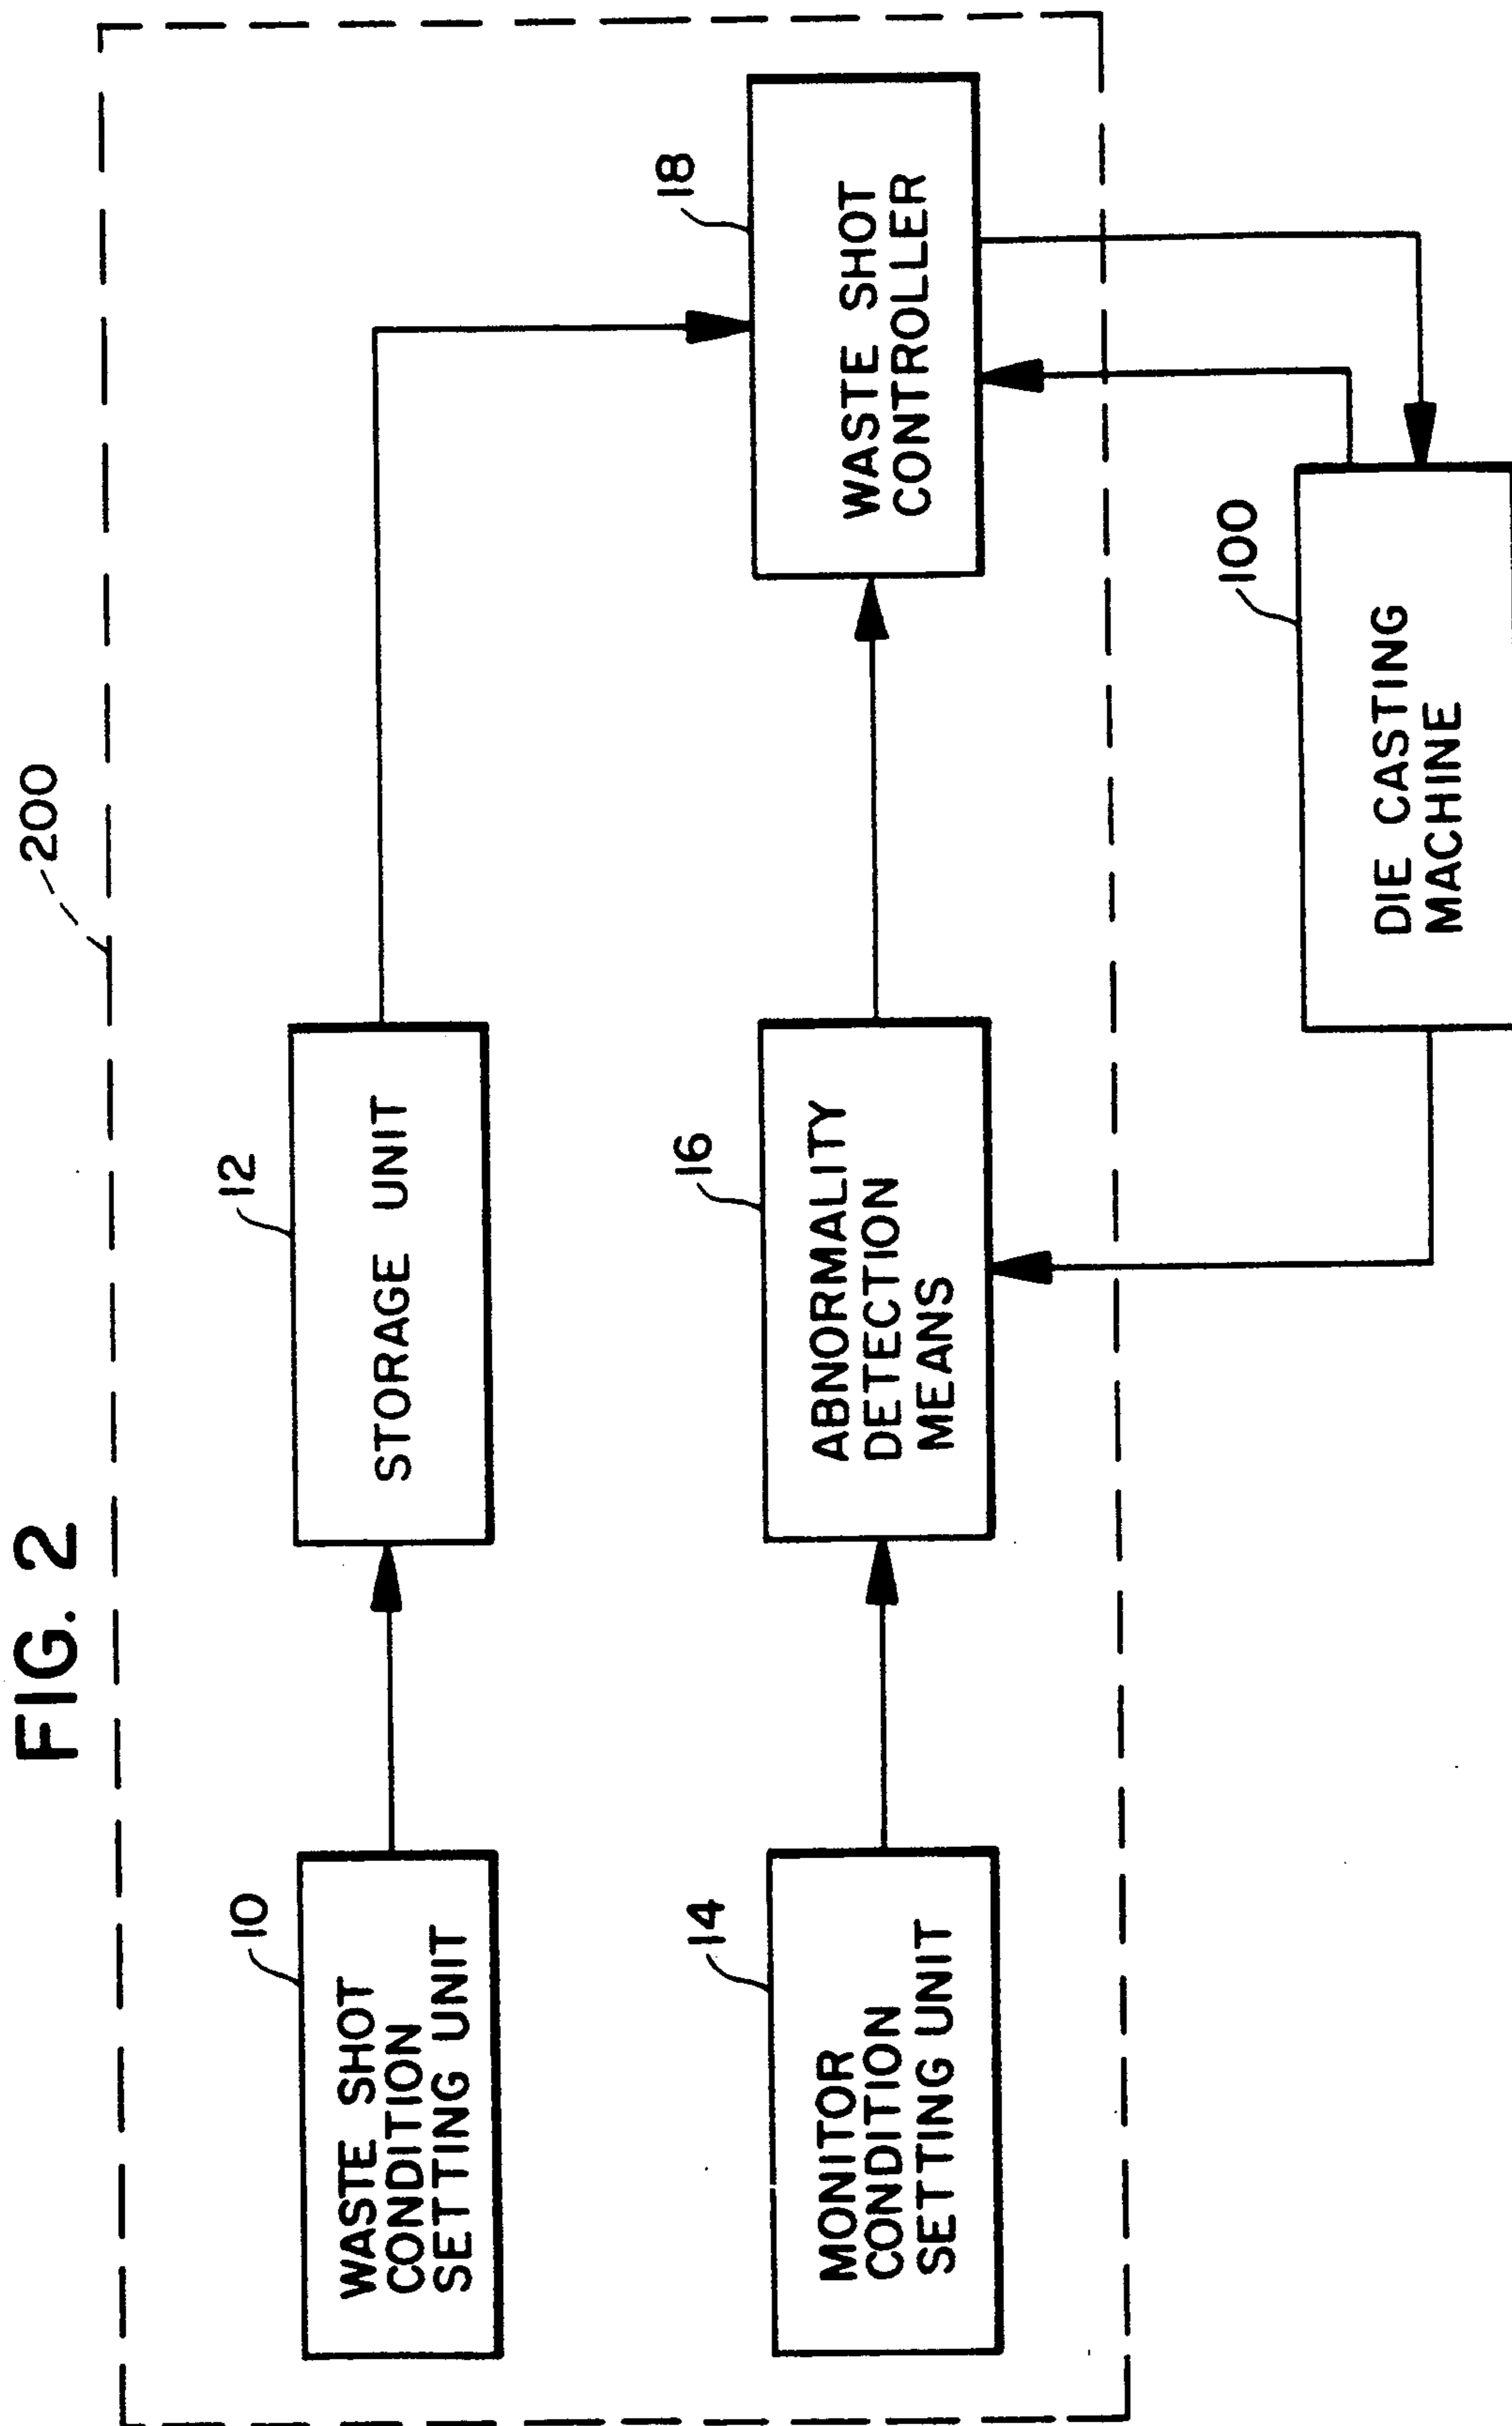 FIG. 2
200
10
WASTE SHOT
CONDITION
SETTING UNIT
12
STORAGE UNIT
14
MONITOR
CONDITION
SETTING UNIT
16
ABNORMALITY
DETECTION
MEANS
18
WASTE SHOT
CONTROLLER
100
DIE CASTING
MACHINE